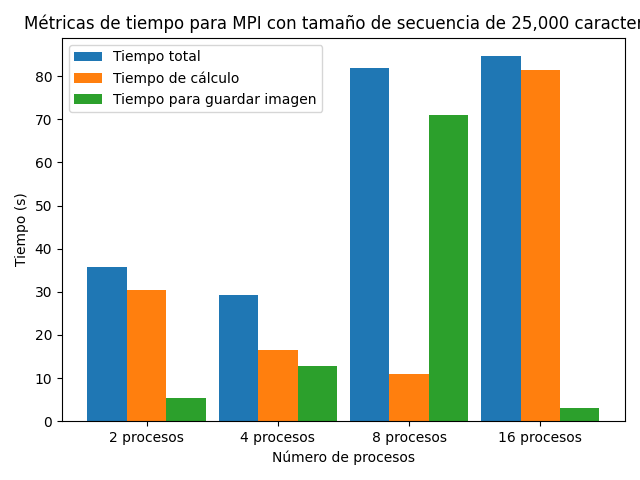 Métricas de tiempo para MPI con tamaño de secuencia de 25,000 caracter
Tiempo total
Tiempo de cálculo
Tiempo para guardar imagen
80
70
60
50
40
30
20
10
0
Tiempo (s)
2 procesos
4 procesos
8 procesos
16 procesos
Número de procesos